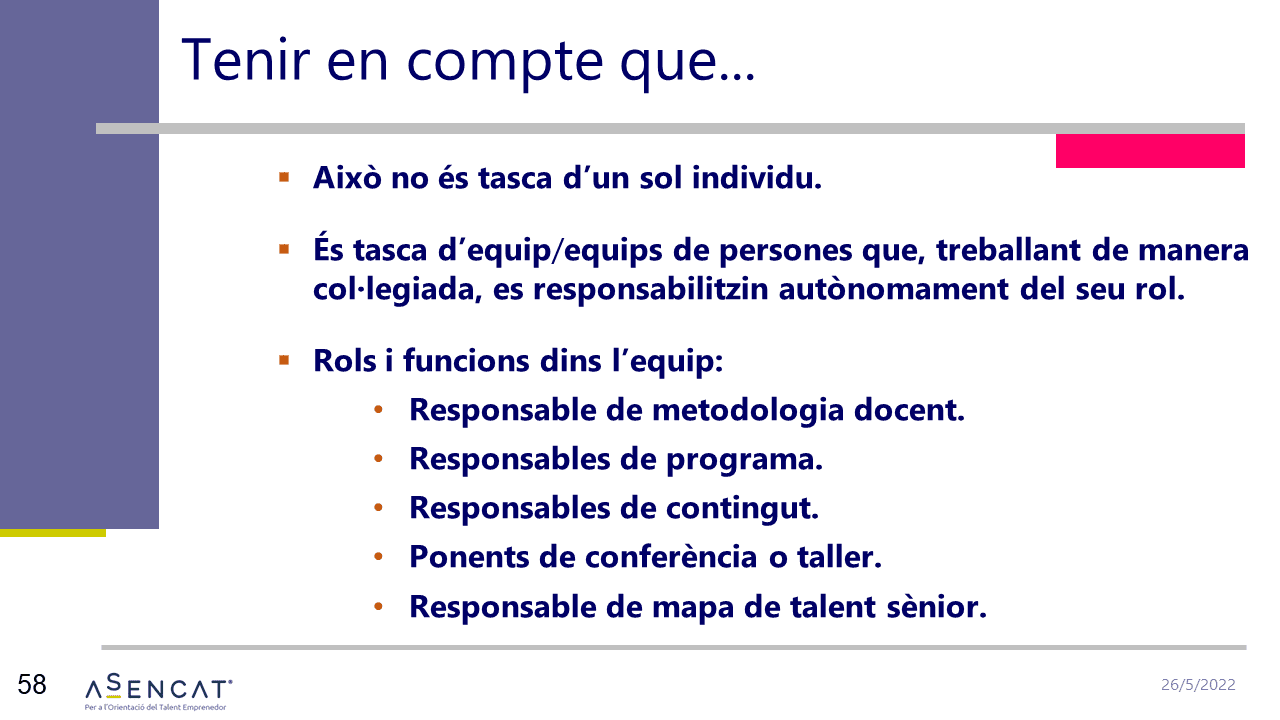 Tenir en compte que...
▪ Això no és tasca d’un sol individu.
▪ És tasca d’equip/equips de persones que, treballant de manera
col·legiada, es responsabilitzin autònomament del seu rol.
▪ Rols i funcions dins l’equip:
• Responsable de metodologia docent.
• Responsables de programa.
• Responsables de contingut.
• Ponents de conferència o taller.
• Responsable de mapa de talent sènior.
58
ASENCAT®
Per a l'Orientació del Talent Emprenedor
26/5/2022